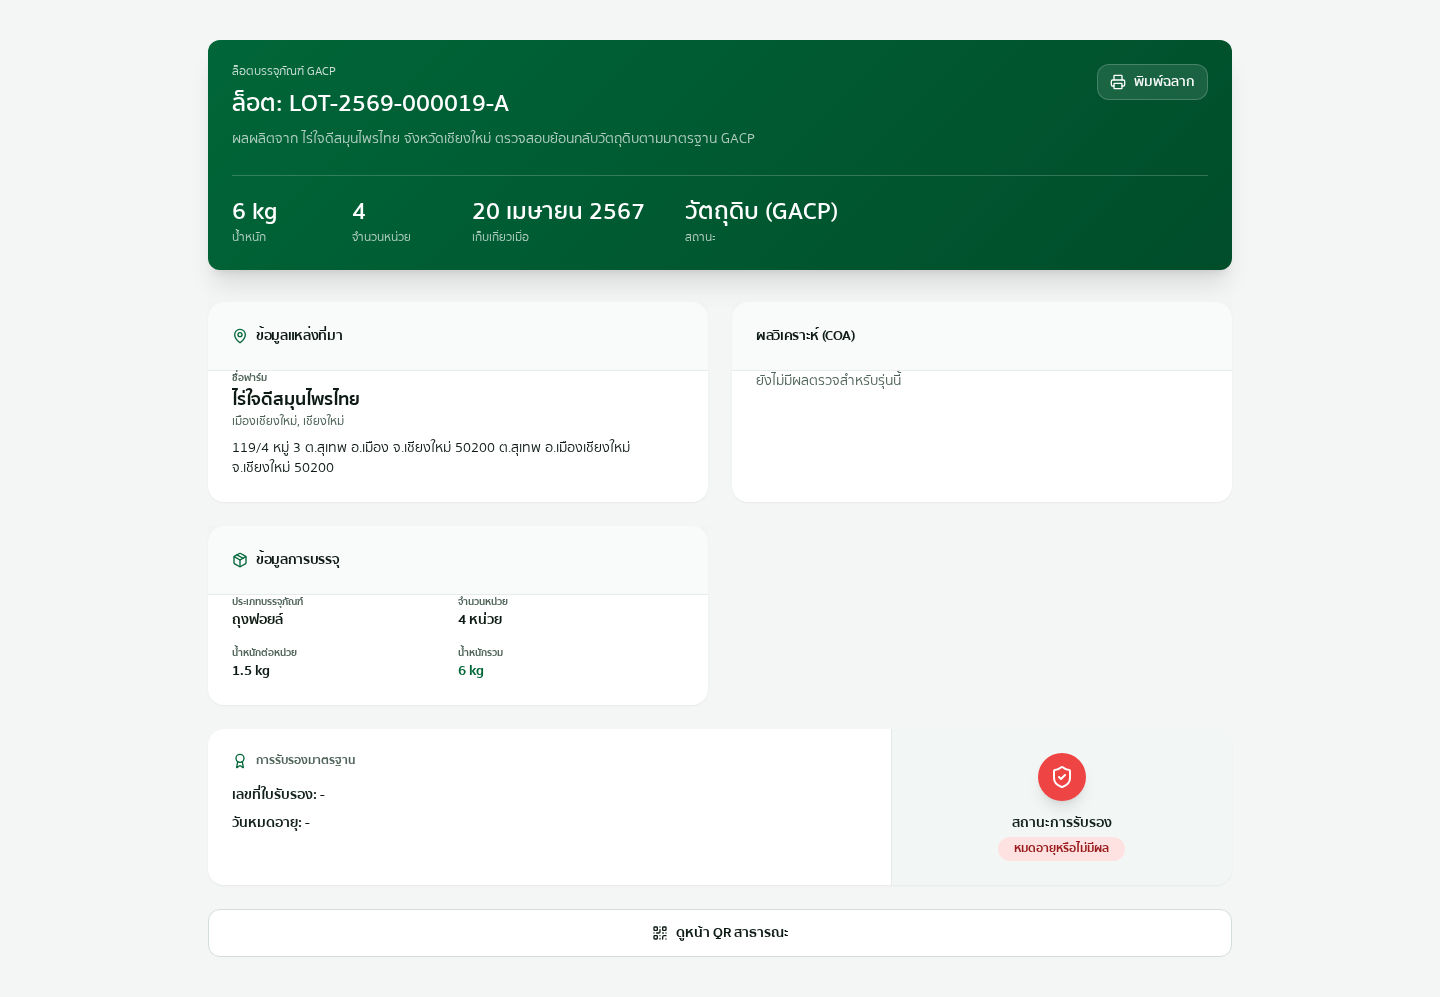 ล็อตบรรจุภัณฑ์ GACP
พิมพ์ฉลาก
ล็อต: LOT-2569-000019-A
ผลผลิตจาก ไร่ใจดีสมุนไพรไทย จังหวัดเชียงใหม่ ตรวจสอบย้อนกลับวัตถุดิบตามมาตรฐาน GACP
6 kg
น้ำหนัก
4
จำนวนหน่วย
20 เมษายน 2567
เก็บเกี่ยวเมื่อ
วัตถุดิบ (GACP)
สถานะ
ข้อมูลแหล่งที่มา
ชื่อฟาร์ม
ไร่ใจดีสมุนไพรไทย
เมืองเชียงใหม่, เชียงใหม่
119/4 หมู่ 3 ต.สุเทพ อ.เมือง จ.เชียงใหม่ 50200 ต.สุเทพ อ.เมืองเชียงใหม่
จ.เชียงใหม่ 50200
ผลวิเคราะห์ (COA)
ยังไม่มีผลตรวจสำหรับรุ่นนี้
ข้อมูลการบรรจุ
ประเภทบรรจุภัณฑ์
ถุงฟอยล์
จำนวนหน่วย
4 หน่วย
น้ำหนักต่อหน่วย
1.5 kg
น้ำหนักรวม
6 kg
การรับรองมาตรฐาน
เลขที่ใบรับรอง: -
วันหมดอายุ: -
สถานะการรับรอง
หมดอายุหรือไม่มีผล
ดูหน้า QR สาธารณะ